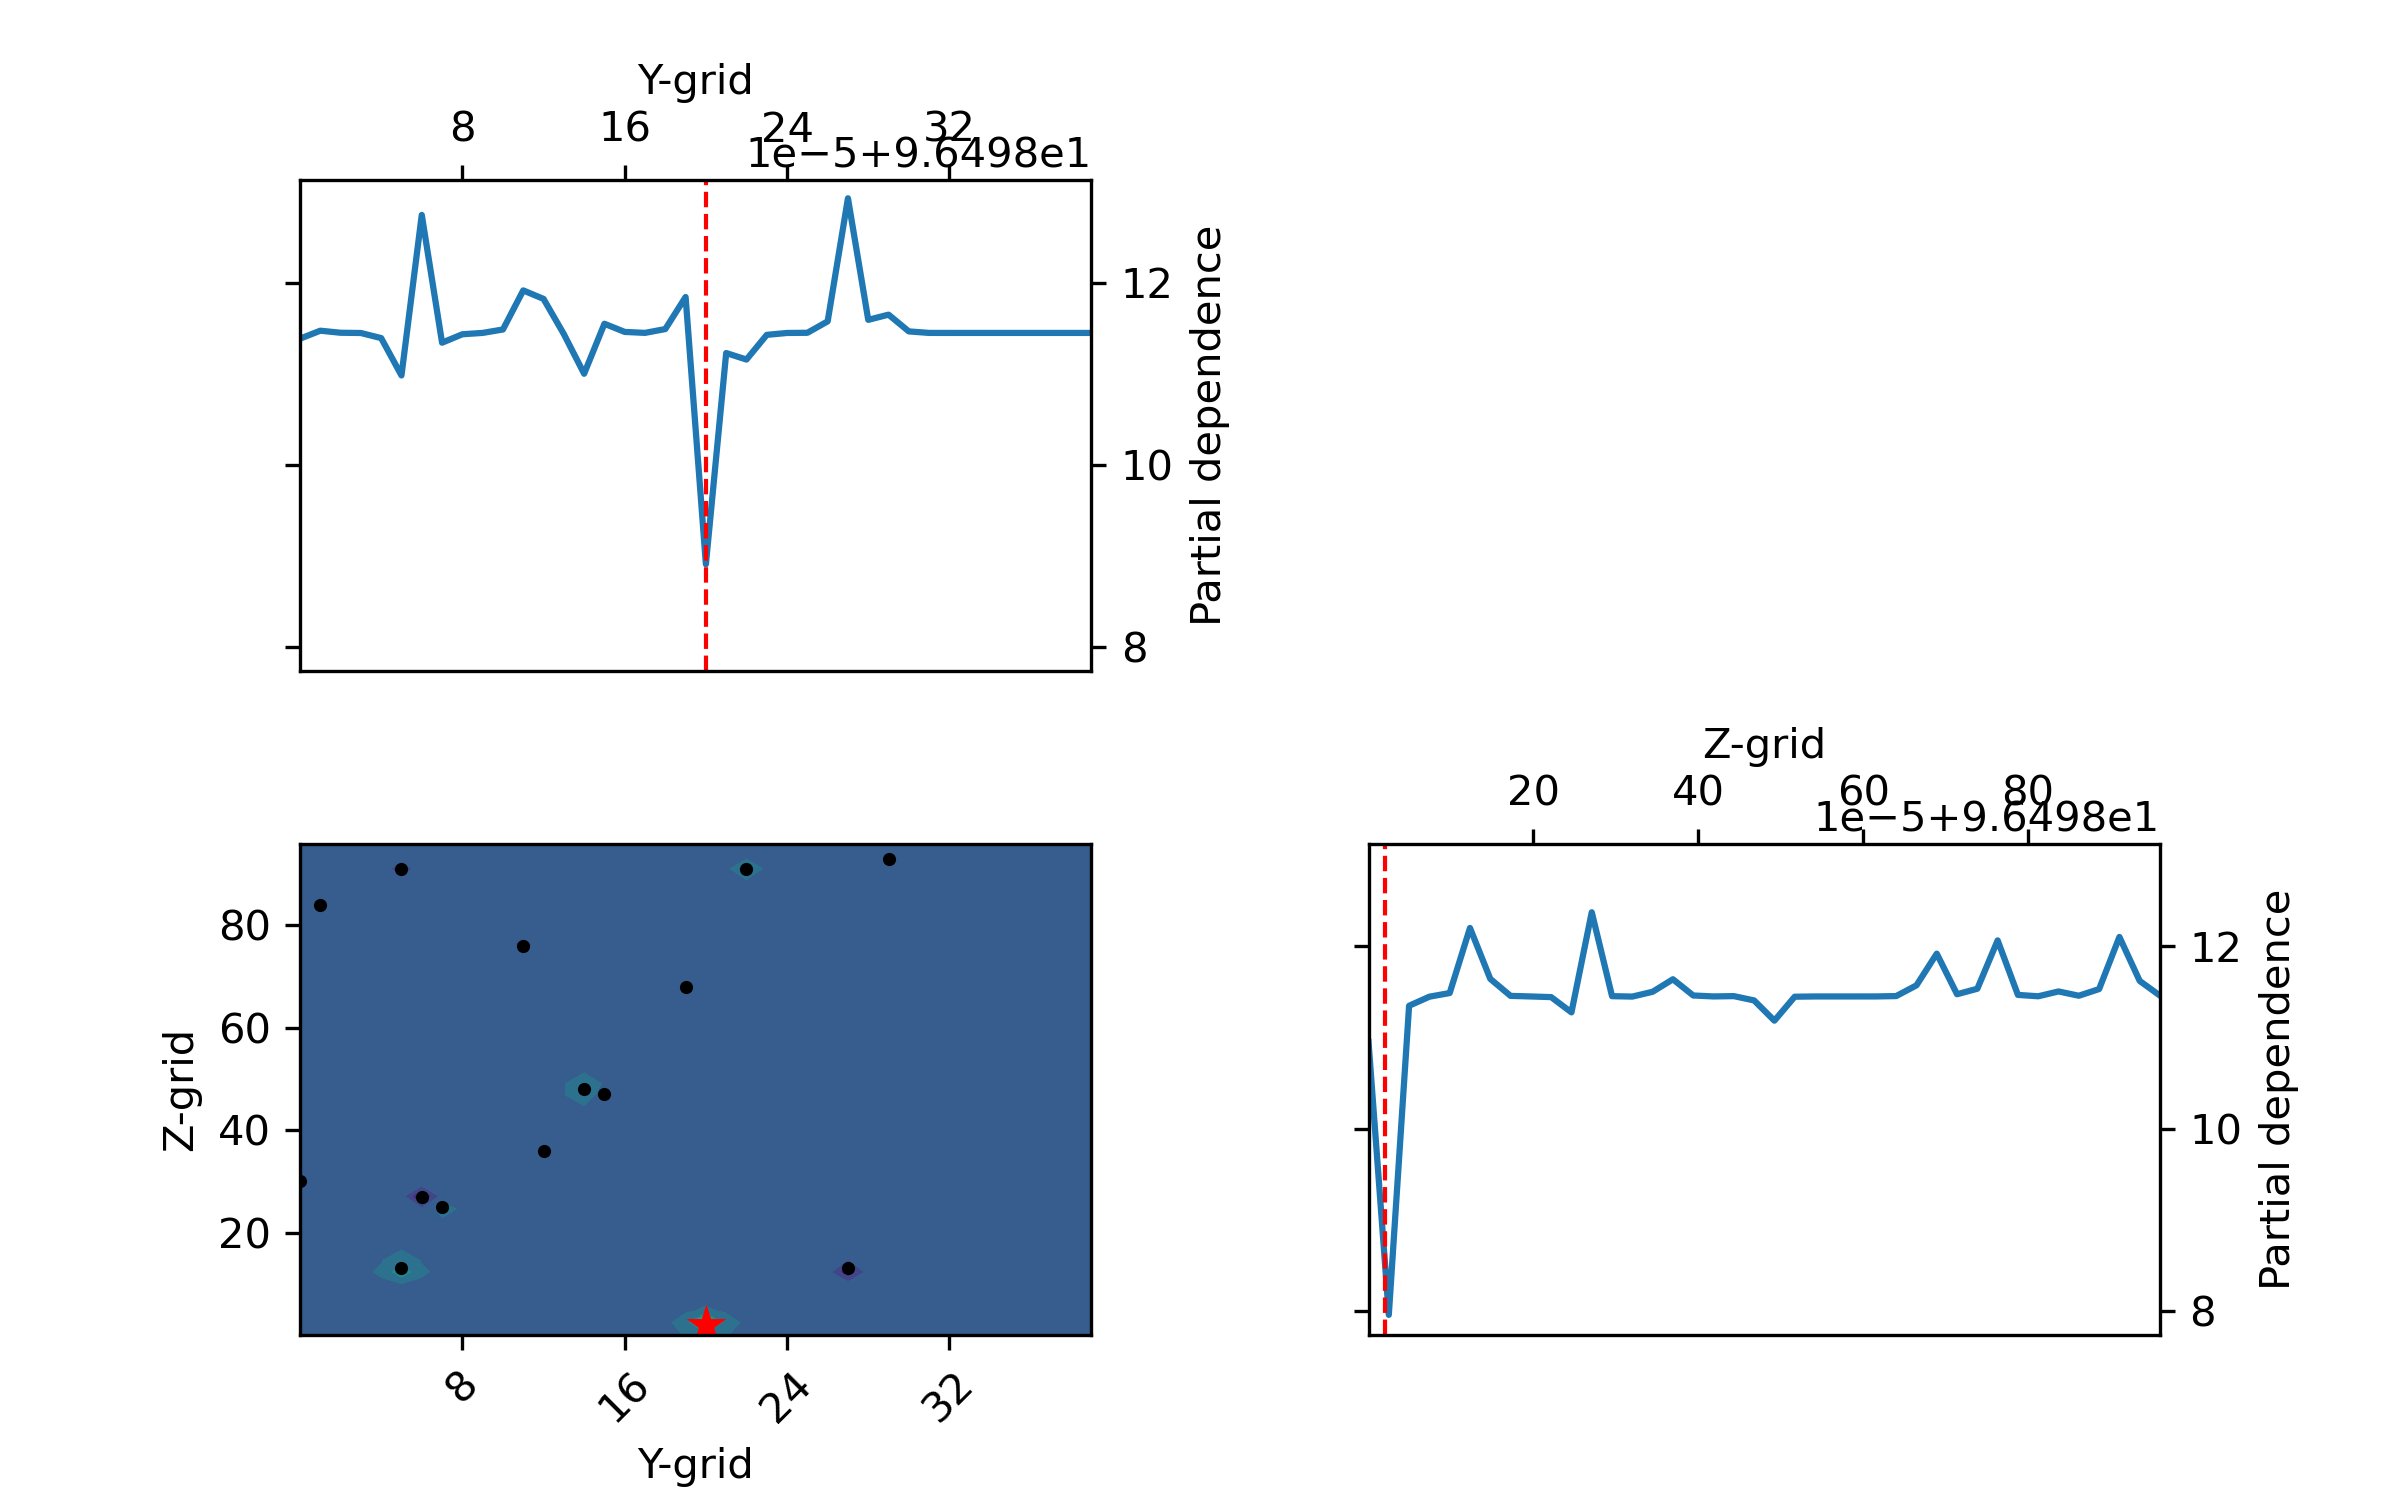 Y-grid
8 16 24 32
1e−5+9.6498e1
12
10
8
Partial dependence
Z-grid
20 40 60 80
1e−5+9.6498e1
80
60
40
20
Z-grid
12
10
8
Partial dependence
8 16 24 32
Y-grid